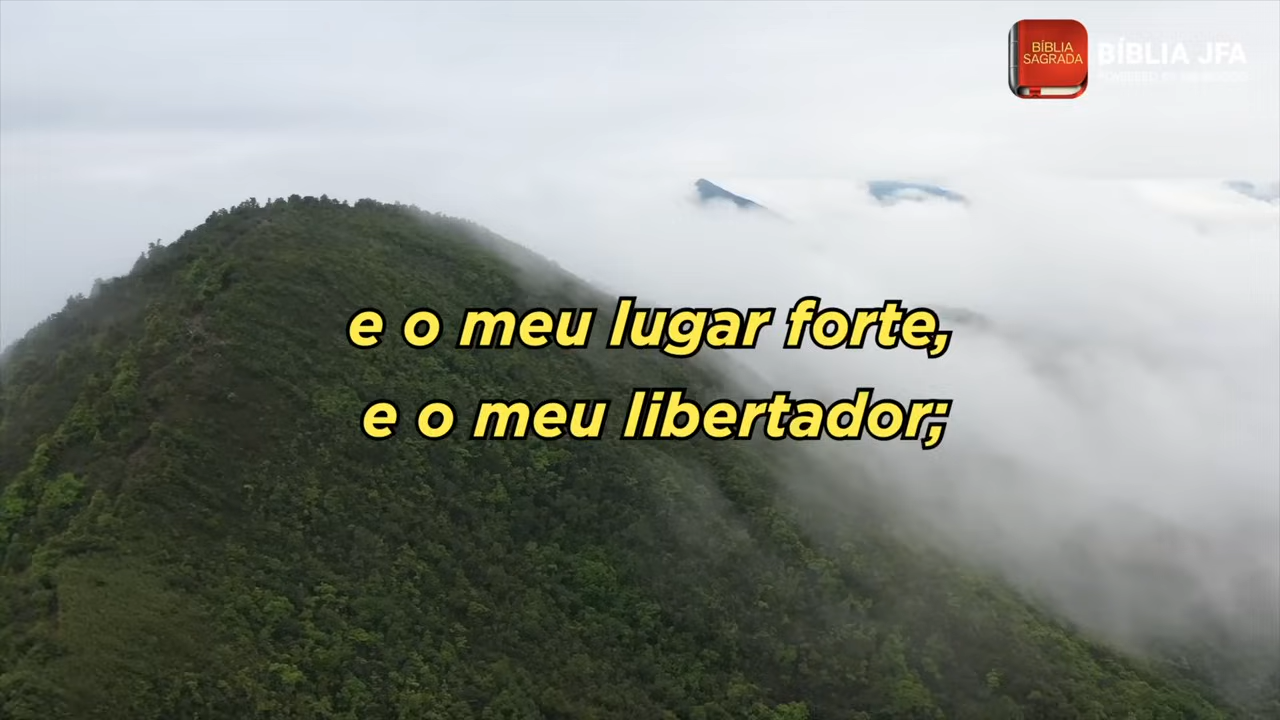 BÍBLIA
SAGRADA
BÍBLIA JFA
e o meu lugar forte,
e o meu libertador;